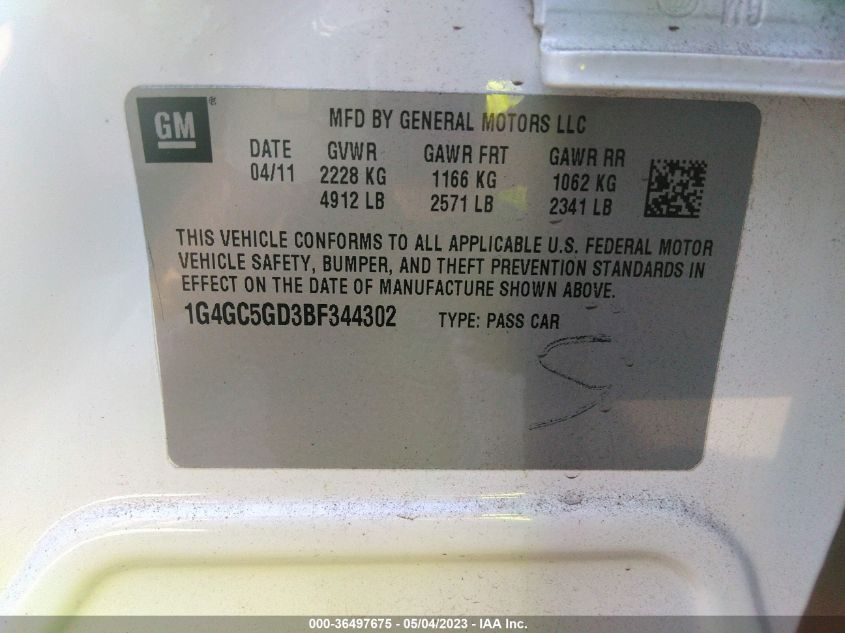 GM®
MFD BY GENERAL MOTORS LLC
DATE GVWR GAWR FRT GAWR RR
04/11 2228 KG 1166 KG 1062 KG
4912 LB 2571 LB 2341 LB
THIS VEHICLE CONFORMS TO ALL APPLICABLE U.S. FEDERAL MOTOR
VEHICLE SAFETY, BUMPER, AND THEFT PREVENTION STANDARDS IN
EFFECT ON THE DATE OF MANUFACTURE SHOWN ABOVE.
1G4GC5GD3BF344302 TYPE: PASS CAR
000-36497675 - 05/04/2023 - IAA Inc.